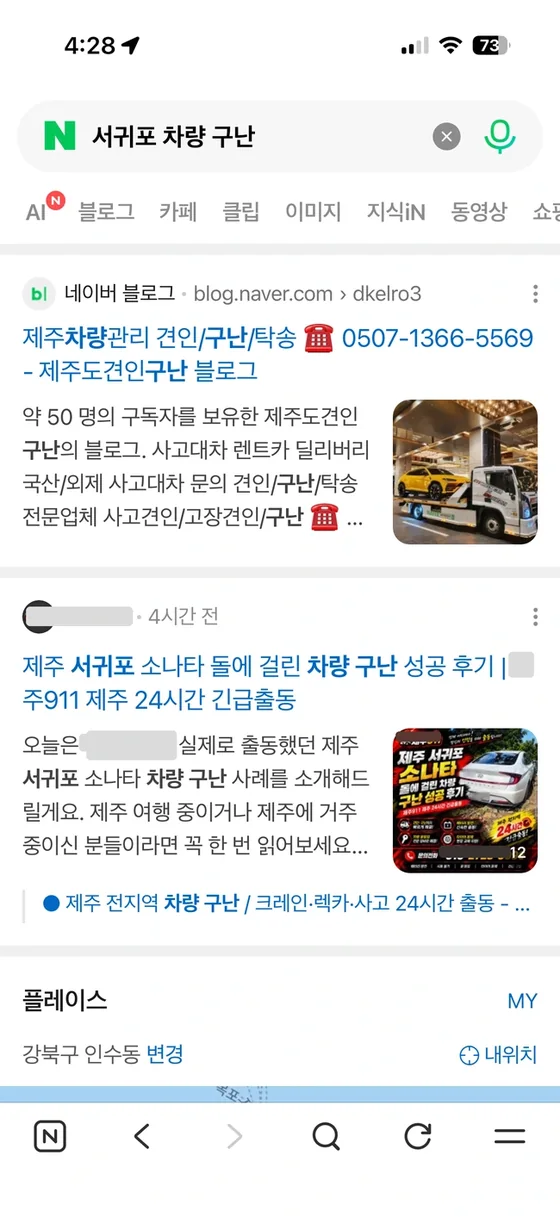 4:28
73
N 서귀포 차량 구난
AI N 블로그 카페 클립 이미지 지식iN 동영상
b| 네이버 블로그 · blog.naver.com › dkelro3
제주차량관리 견인/구난/탁송 ☎ 0507-1366-5569
- 제주도견인구난 블로그
약 50 명의 구독자를 보유한 제주도견인
구난의 블로그. 사고대차 렌트카 딜리버리
국산/외제 사고대차 문의 견인/구난/탁송
전문업체 사고견인/고장견인/구난 ☎ ...
· 4시간 전
제주 서귀포 소나타 돌에 걸린 차량 구난 성공 후기 |
주911 제주 24시간 긴급출동
오늘은 실제로 출동했던 제주
서귀포 소나타 차량 구난 사례를 소개해드
릴게요. 제주 여행 중이거나 제주에 거주
중이신 분들이라면 꼭 한 번 읽어보세요...
제주 서귀포
소나타
돌에 걸린 차량
구난 성공 후기!
24시간
12
● 제주 전지역 차량 구난 / 크레인·렉카·사고 24시간 출동 - ...
플레이스 MY
강북구 인수동 변경 내위치
N